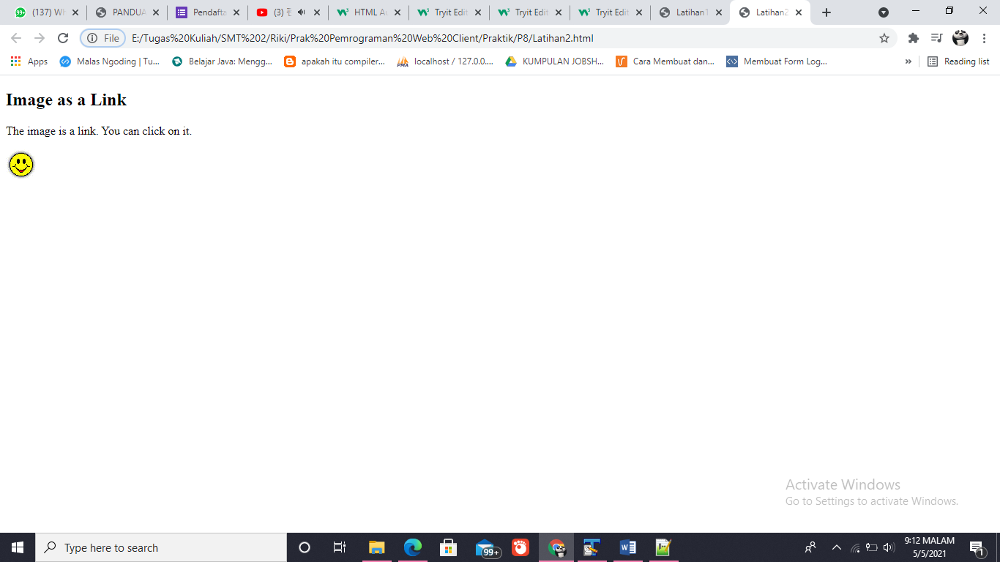 (137) Wh
PANDUA
Pendafta
(3)
HTML Au
Tryit Edit
Tryit Edit
Tryit Edit
Latihan1
Latihan2
File
E:/Tugas%20Kuliah/SMT%202/Riki/Prak%20Pemrograman%20Web%20Client/Praktik/P8/Latihan2.html
Apps
Malas Ngoding | Tu...
Belajar Java: Mengg...
apakah itu compiler...
localhost / 127.0.0....
KUMPULAN JOBSH...
Cara Membuat dan...
Membuat Form Log...
»
Reading list
Image as a Link
The image is a link. You can click on it.
Activate Windows
Go to Settings to activate Windows.
Type here to search
99+
9:12 MALAM
5/5/2021
1